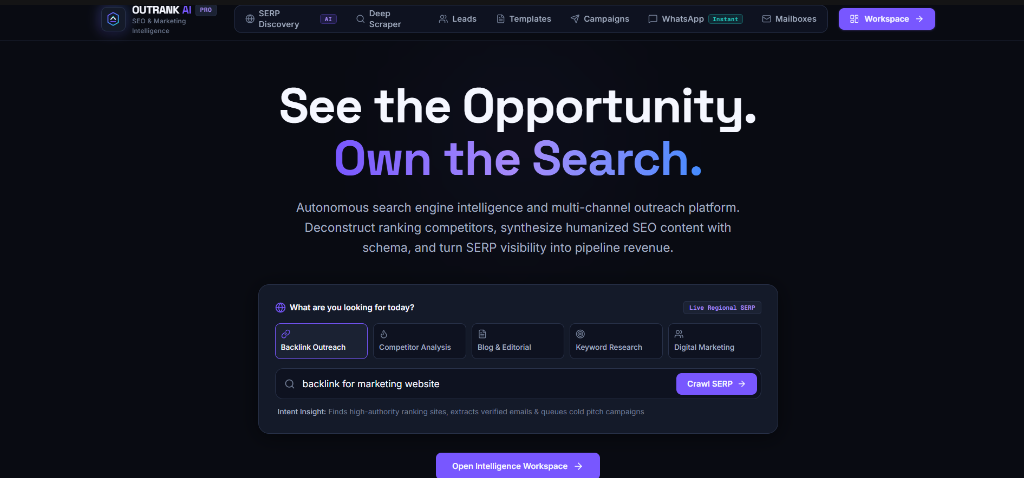 OUTRANK AI PRO
SEO & Marketing
Intelligence
SERP
Discovery
AI
Deep
Scraper
Leads
Templates
Campaigns
WhatsApp
Instant
Mailboxes
Workspace →
See the Opportunity.
Own the Search.
Autonomous search engine intelligence and multi-channel outreach platform.
Deconstruct ranking competitors, synthesize humanized SEO content with
schema, and turn SERP visibility into pipeline revenue.
What are you looking for today?
Live Regional SERP
Backlink Outreach
Competitor Analysis
Blog & Editorial
Keyword Research
Digital Marketing
backlink for marketing website
Crawl SERP →
Intent Insight: Finds high-authority ranking sites, extracts verified emails & queues cold pitch campaigns
Open Intelligence Workspace →